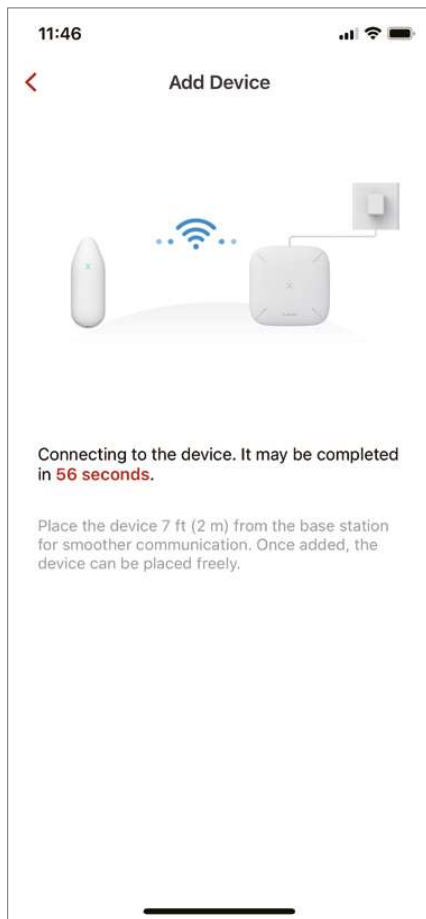 11:46
Add Device
Connecting to the device. It may be completed
in 56 seconds.
Place the device 7 ft (2 m) from the base station
for smoother communication. Once added, the
device can be placed freely.